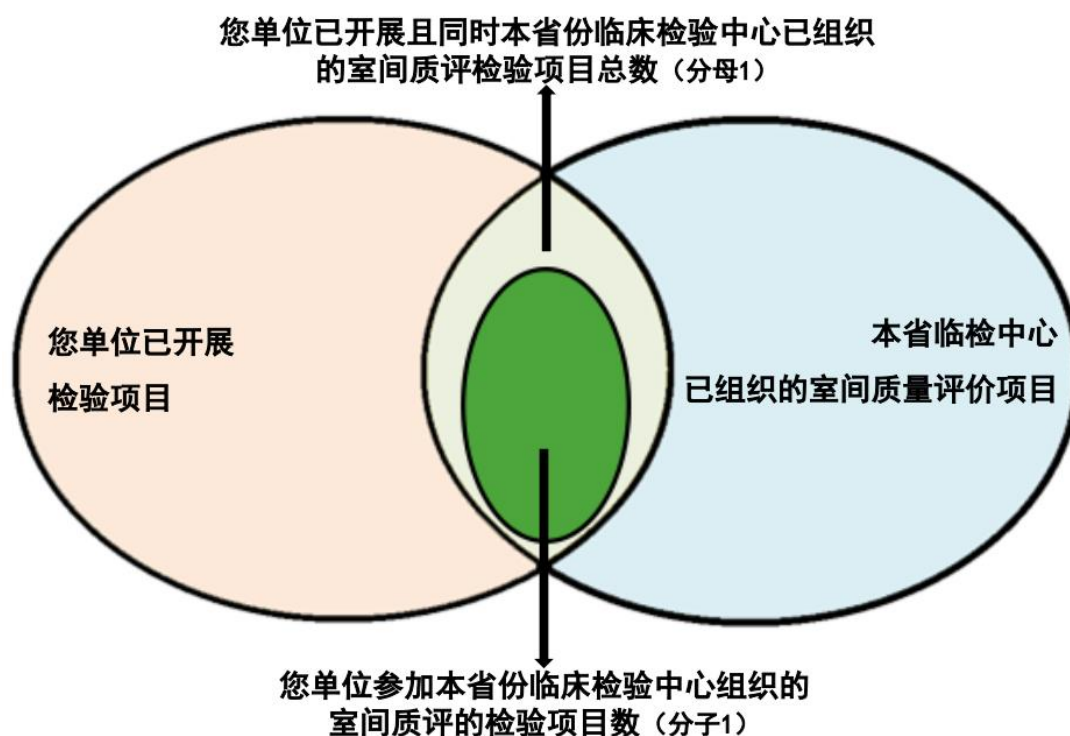 您单位已开展且同时本省份临床检验中心已组织
的室间质评检验项目总数（分母1）
您单位已开展
检验项目
本省临检中心
已组织的室间质量评价项目
您单位参加本省份临床检验中心组织的
室间质评的检验项目数（分子1）